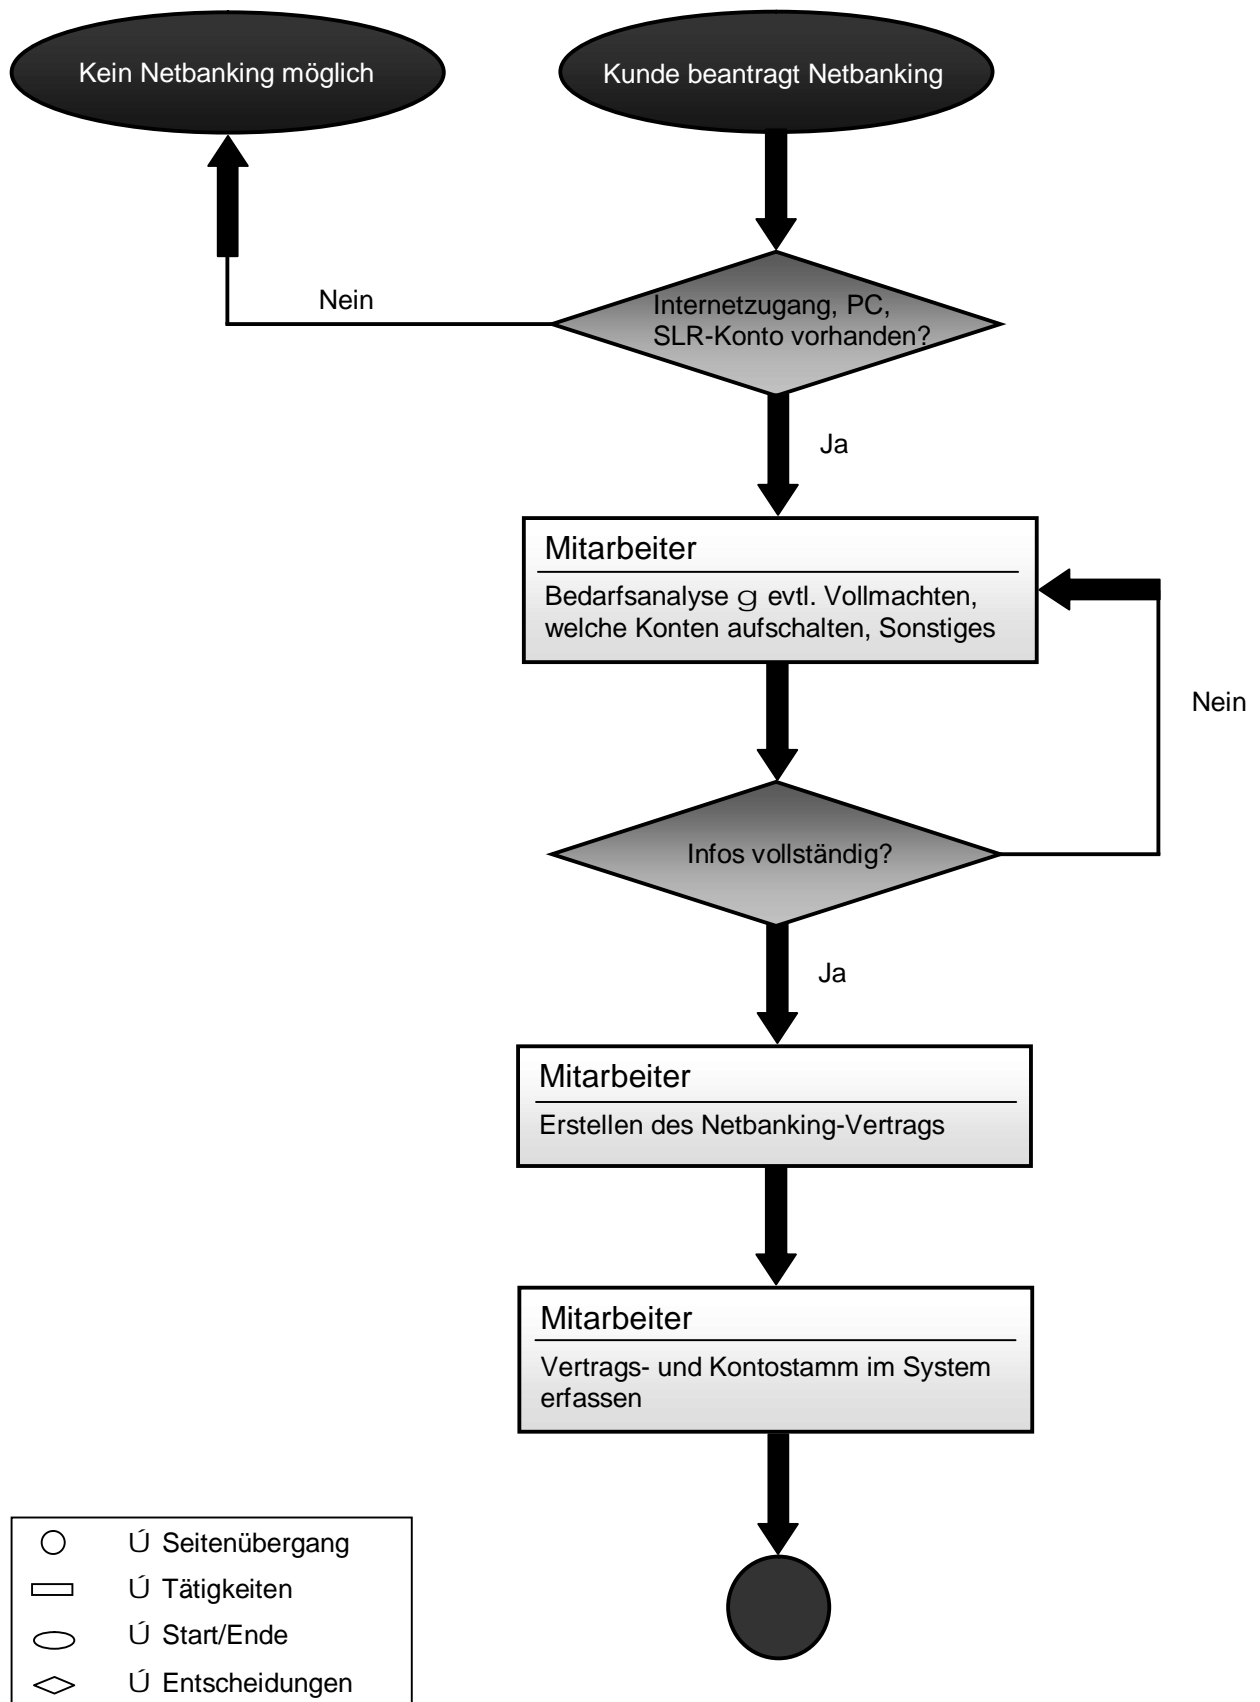 Kein Netbanking möglich
Kunde beantragt Netbanking
Nein
Internetzugang, PC,
SLR-Konto vorhanden?
Ja
Mitarbeiter
Bedarfsanalyse g evtl. Vollmachten,
welche Konten aufschalten, Sonstiges
Nein
Infos vollständig?
Ja
Mitarbeiter
Erstellen des Netbanking-Vertrags
Mitarbeiter
Vertrags- und Kontostamm im System
erfassen
Ú Seitenübergang
Ú Tätigkeiten
Ú Start/Ende
Ú Entscheidungen